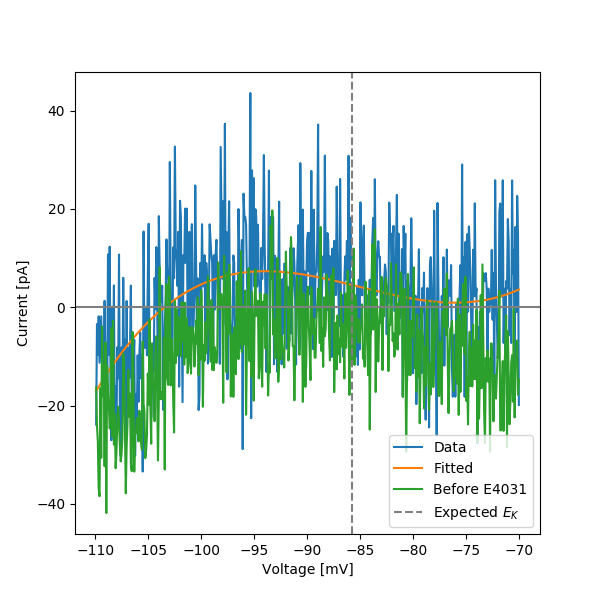 Current [pA]
40
20
0
−20
−40
−110
−105
−100
−95
−90
−85
−80
−75
−70
Voltage [mV]
Data
Fitted
Before E4031
Expected E_K